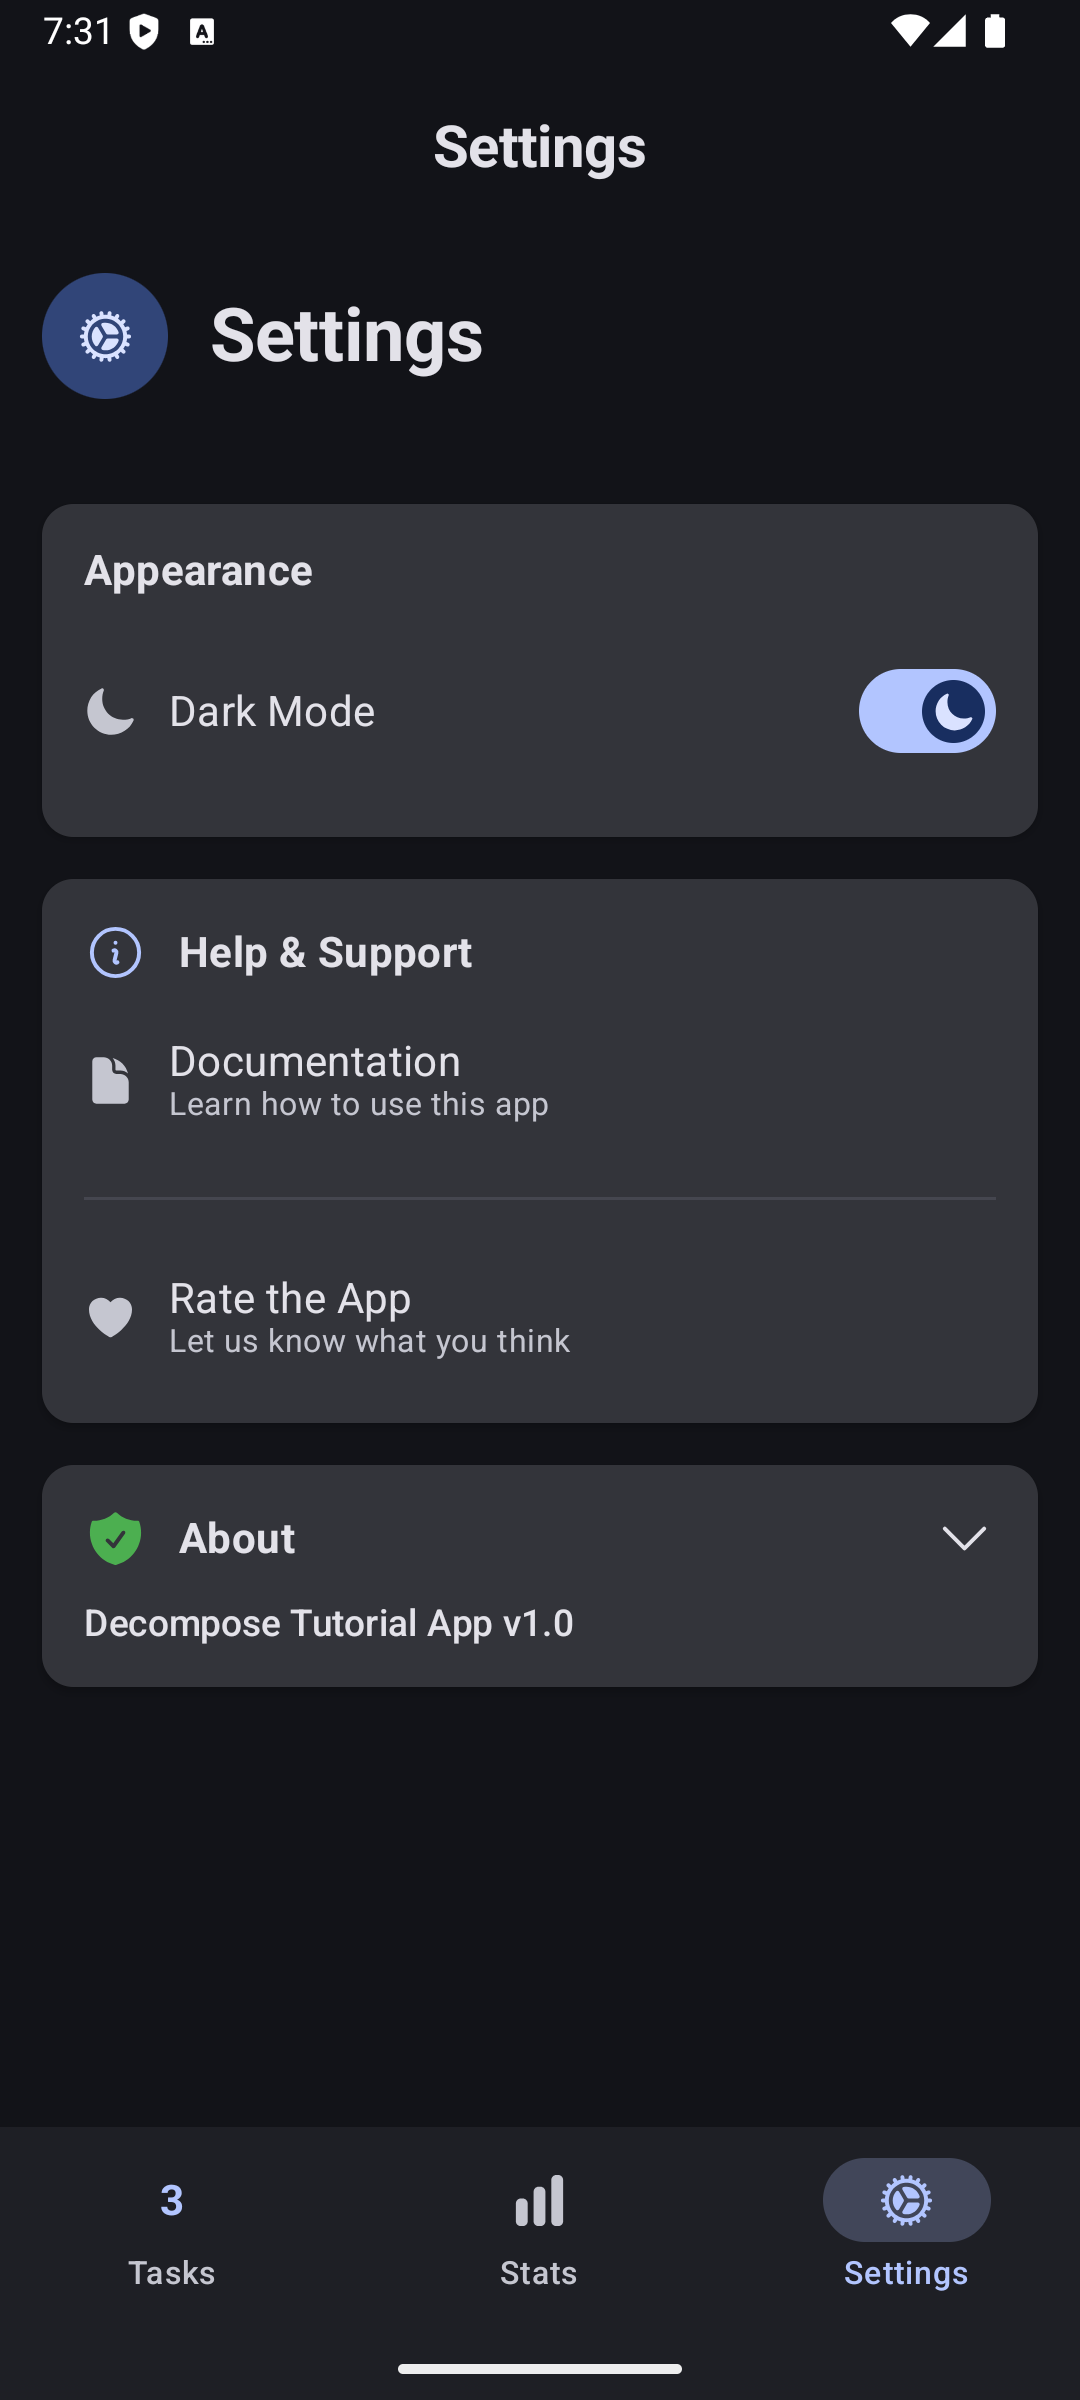 7:31
Settings
Settings
Appearance
Dark Mode
Help & Support
Documentation
Learn how to use this app
Rate the App
Let us know what you think
About
Decompose Tutorial App v1.0
3
Tasks
Stats
Settings